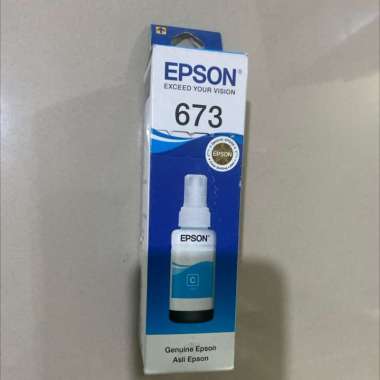 EPSON®
EXCEED YOUR VISION
673
EPSON
EPSON
C
Genuine Epson
Asli Epson